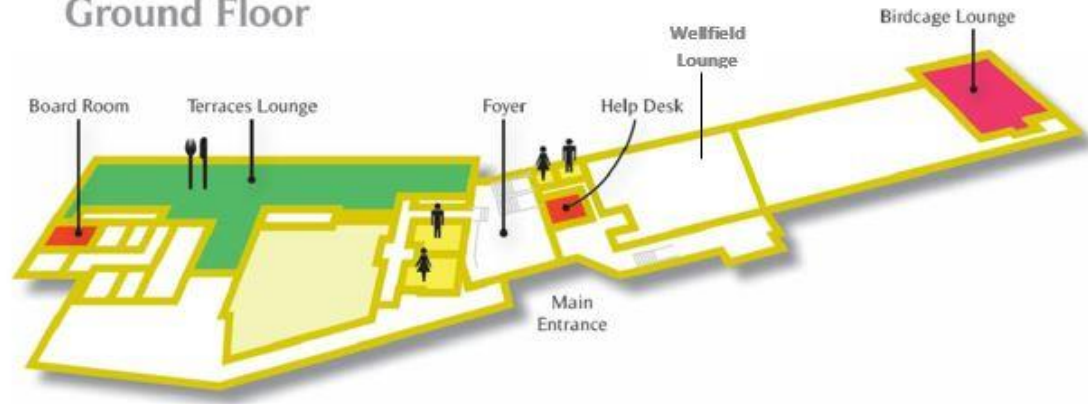 Ground Floor
Birdcage Lounge
Wellfield
Lounge
Board Room
Terraces Lounge
Foyer
Help Desk
Main
Entrance